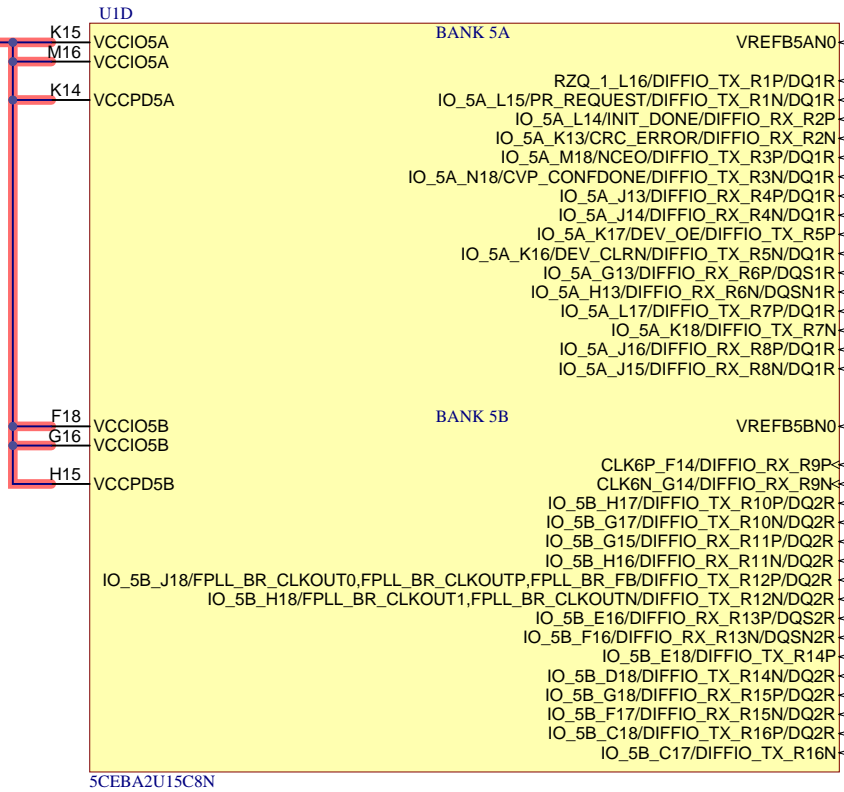 U1D
BANK 5A
K15 VCCIO5A VREFB5AN0
M16 VCCIO5A
RZQ_1_L16/DIFFIO_TX_R1P/DQ1R
K14 VCCPD5A IO_5A_L15/PR_REQUEST/DIFFIO_TX_R1N/DQ1R
IO_5A_L14/INIT_DONE/DIFFIO_RX_R2P
IO_5A_K13/CRC_ERROR/DIFFIO_RX_R2N
IO_5A_M18/NCEO/DIFFIO_TX_R3P/DQ1R
IO_5A_N18/CVP_CONFDONE/DIFFIO_TX_R3N/DQ1R
IO_5A_J13/DIFFIO_RX_R4P/DQ1R
IO_5A_J14/DIFFIO_RX_R4N/DQ1R
IO_5A_K17/DEV_OE/DIFFIO_TX_R5P
IO_5A_K16/DEV_CLRN/DIFFIO_TX_R5N/DQ1R
IO_5A_G13/DIFFIO_RX_R6P/DQS1R
IO_5A_H13/DIFFIO_RX_R6N/DQSN1R
IO_5A_L17/DIFFIO_TX_R7P/DQ1R
IO_5A_K18/DIFFIO_TX_R7N
IO_5A_J16/DIFFIO_RX_R8P/DQ1R
IO_5A_J15/DIFFIO_RX_R8N/DQ1R
BANK 5B
F18 VCCIO5B VREFB5BN0
G16 VCCIO5B
CLK6P_F14/DIFFIO_RX_R9P
H15 VCCPD5B CLK6N_G14/DIFFIO_RX_R9N
IO_5B_H17/DIFFIO_TX_R10P/DQ2R
IO_5B_G17/DIFFIO_TX_R10N/DQ2R
IO_5B_G15/DIFFIO_RX_R11P/DQ2R
IO_5B_H16/DIFFIO_RX_R11N/DQ2R
IO_5B_J18/FPLL_BR_CLKOUT0,FPLL_BR_CLKOUTP,FPLL_BR_FB/DIFFIO_TX_R12P/DQ2R
IO_5B_H18/FPLL_BR_CLKOUT1,FPLL_BR_CLKOUTN/DIFFIO_TX_R12N/DQ2R
IO_5B_E16/DIFFIO_RX_R13P/DQS2R
IO_5B_F16/DIFFIO_RX_R13N/DQSN2R
IO_5B_E18/DIFFIO_TX_R14P
IO_5B_D18/DIFFIO_TX_R14N/DQ2R
IO_5B_G18/DIFFIO_RX_R15P/DQ2R
IO_5B_F17/DIFFIO_RX_R15N/DQ2R
IO_5B_C18/DIFFIO_TX_R16P/DQ2R
IO_5B_C17/DIFFIO_TX_R16N
5CEBA2U15C8N